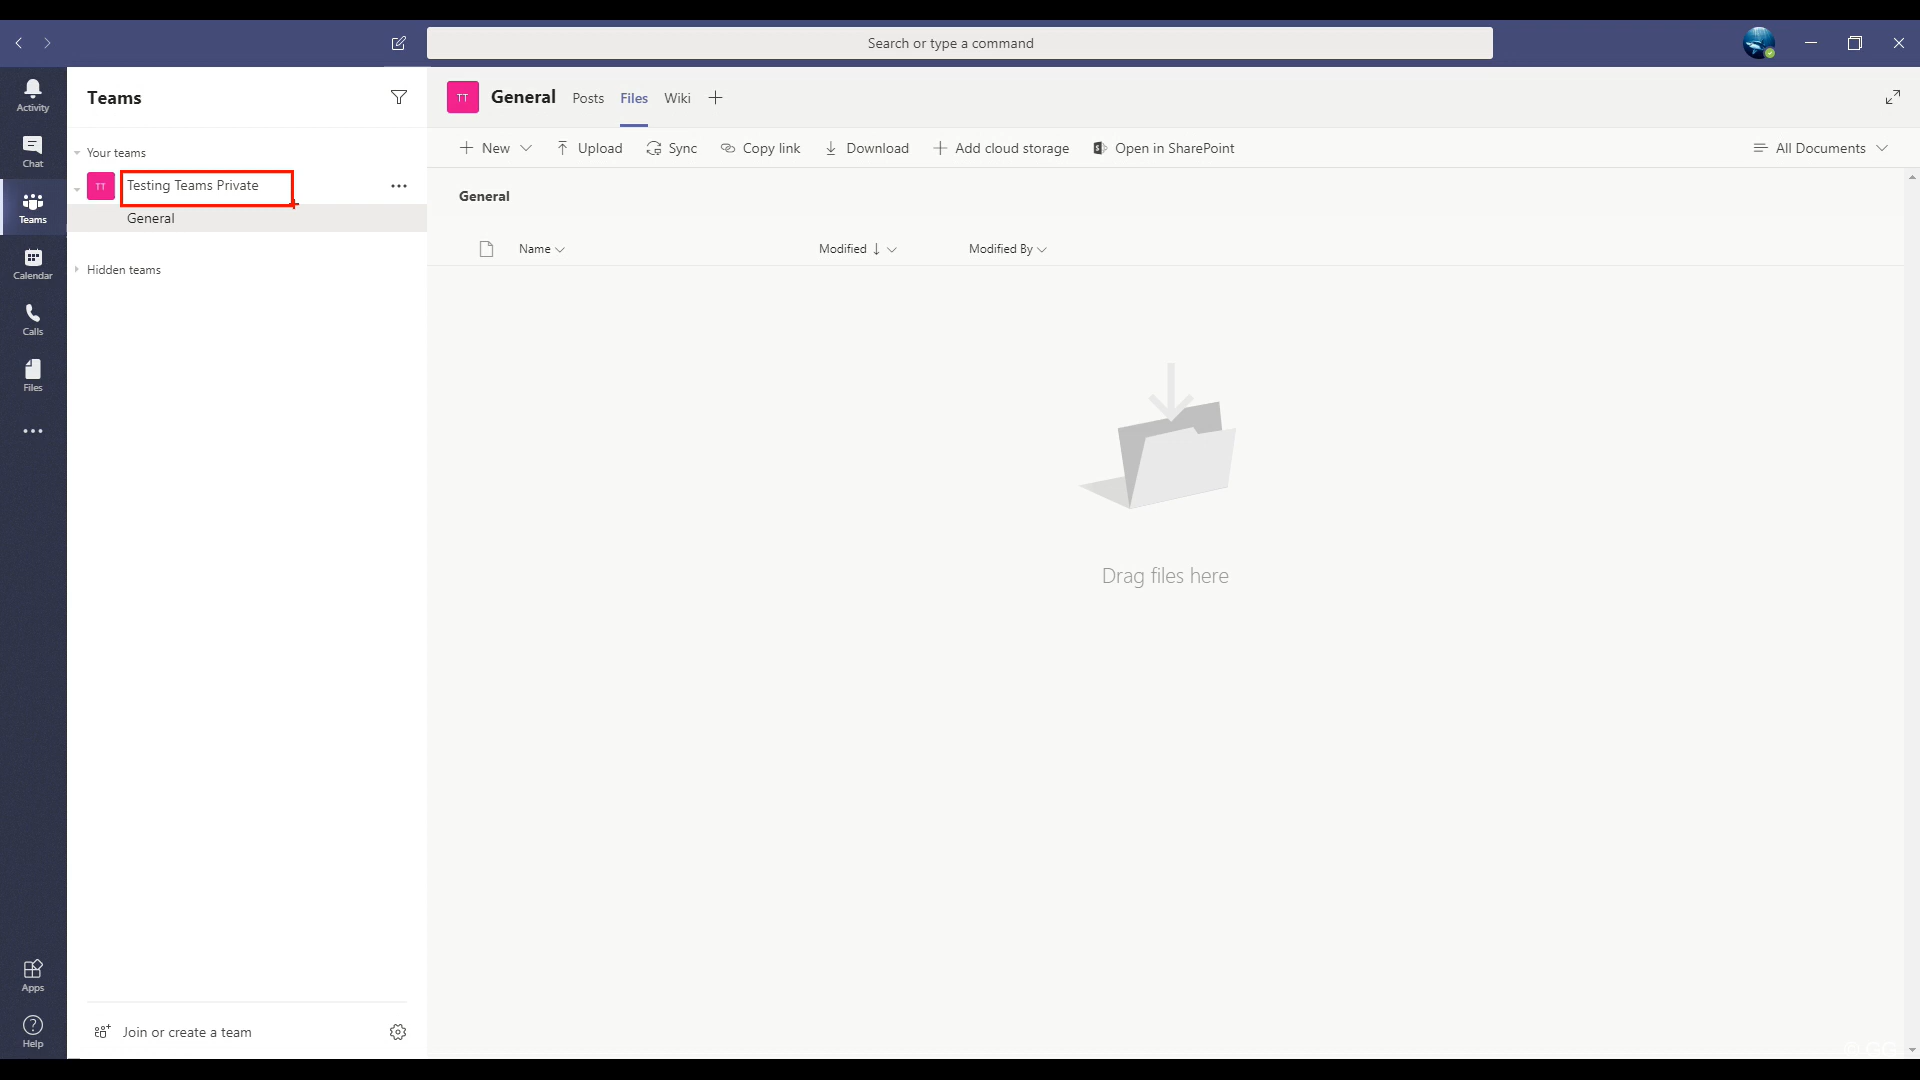 Search or type a command
Activity
Chat
Teams
Calendar
Calls
Files
Apps
Help
Teams
Your teams
TT Testing Teams Private
General
Hidden teams
Join or create a team
TT General Posts Files Wiki
New Upload Sync Copy link Download Add cloud storage Open in SharePoint All Documents
General
Name Modified Modified By
Drag files here